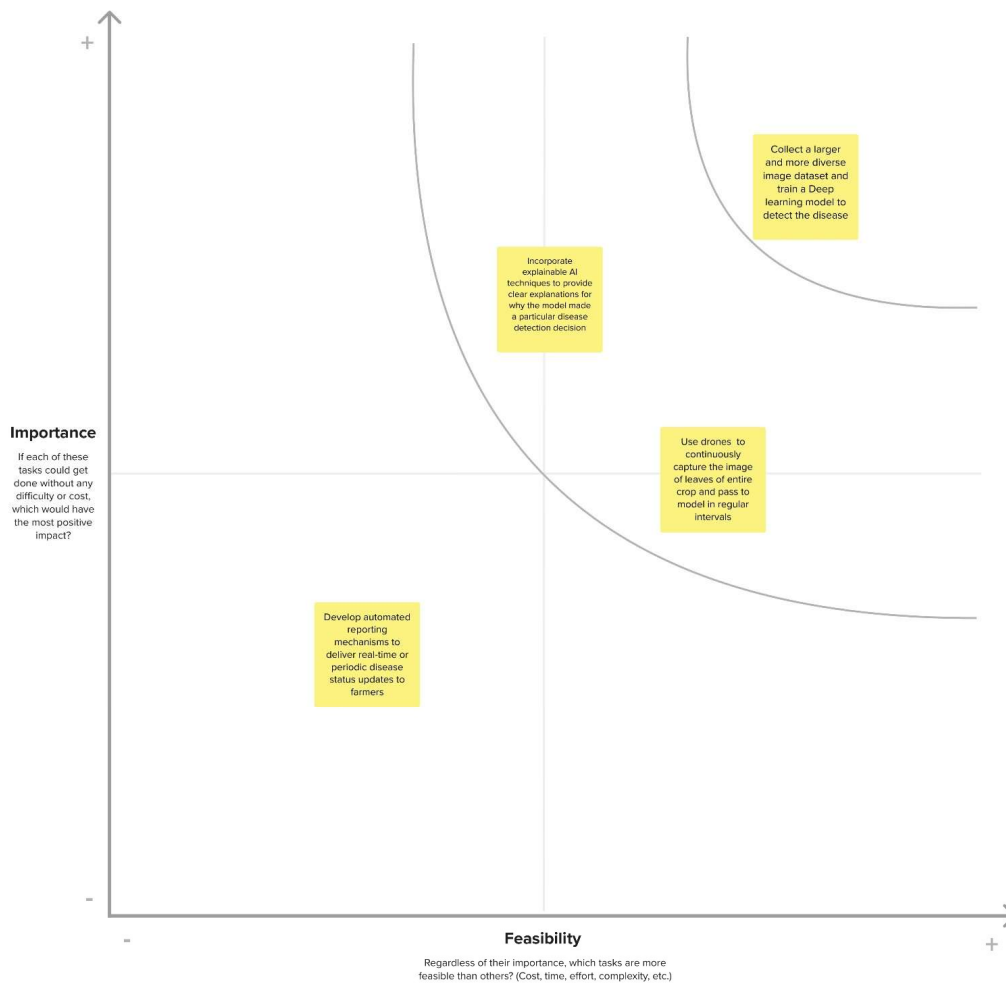 +
Collect a larger
and more diverse
image dataset and
train a Deep
learning model to
detect the disease
Incorporate
explainable AI
techniques to provide
clear explanations for
why the model made
a particular disease
detection decision
Importance
If each of these
tasks could get
done without any
difficulty or cost,
which would have
the most positive
impact?
Use drones to
continuously
capture the image
of leaves of entire
crop and pass to
model in regular
intervals
Develop automated
reporting
mechanisms to
deliver real-time or
periodic disease
status updates to
farmers
-
-
Feasibility
+
Regardless of their importance, which tasks are more
feasible than others? (Cost, time, effort, complexity, etc.)